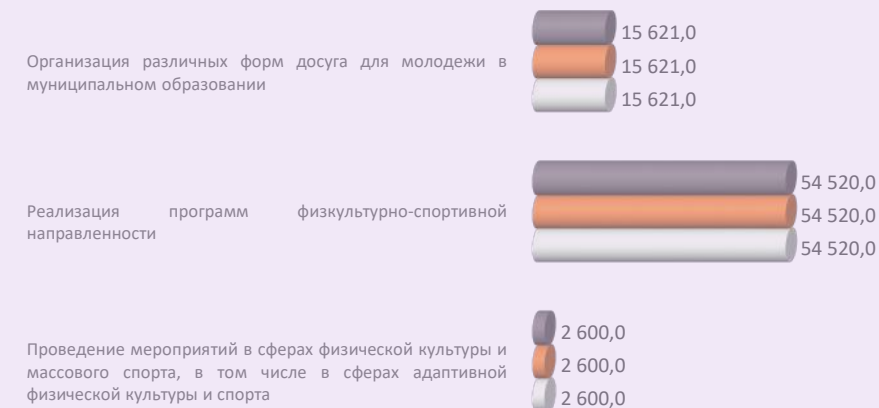 15 621,0
Организация различных форм досуга для молодежи в
муниципальном образовании
15 621,0
15 621,0
54 520,0
Реализация программ физкультурно-спортивной
направленности
54 520,0
54 520,0
2 600,0
Проведение мероприятий в сферах физической культуры и
массового спорта, в том числе в сферах адаптивной
физической культуры и спорта
2 600,0
2 600,0